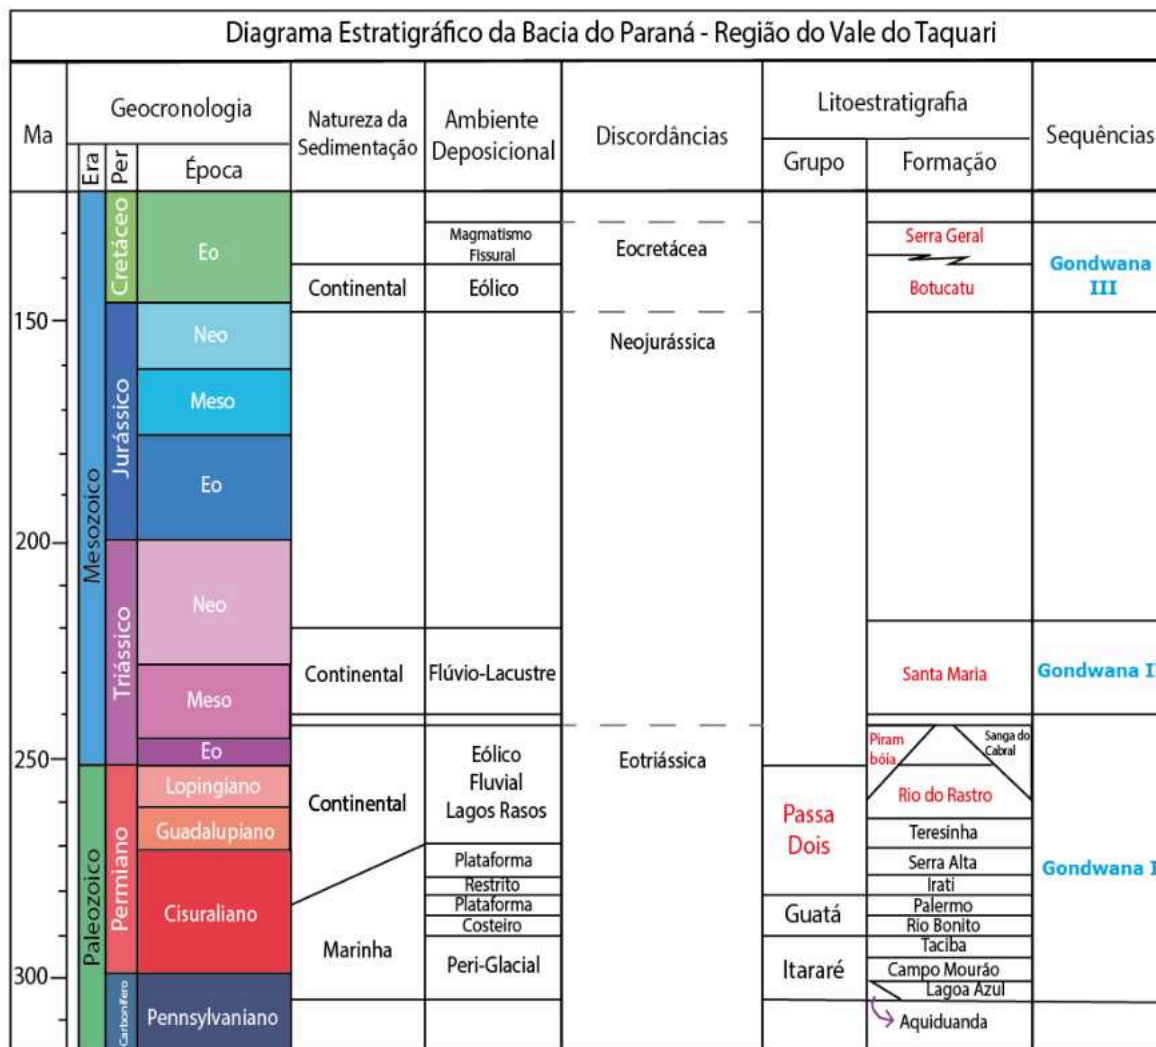 Diagrama Estratigráfico da Bacia do Paraná - Região do Vale do Taquari
Ma
Geocronologia
Era
Per
Época
Natureza da
Sedimentação
Ambiente
Deposicional
Discordâncias
Litoestratigrafia
Grupo
Formação
Sequências
150
200
250
300
Mesozoico
Paleozoico
Cretáceo
Jurássico
Triássico
Permiano
Carbonífero
Eo
Neo
Meso
Eo
Neo
Meso
Eo
Lopingiano
Guadalupiano
Cisuraliano
Pennsylvaniano
Continental
Continental
Continental
Marinha
Magmatismo
Fissural
Eólico
Flúvio-Lacustre
Eólico
Fluvial
Lagos Rasos
Plataforma
Restrito
Plataforma
Costeiro
Peri-Glacial
Eocretácea
Neojurássica
Eotriássica
Passa
Dois
Guatá
Itararé
Serra Geral
Botucatu
Santa Maria
Piram
bóia
Sanga do
Cabral
Rio do Rastro
Teresinha
Serra Alta
Irati
Palermo
Rio Bonito
Taciba
Campo Mourão
Lagoa Azul
Aquiduanda
Gondwana
III
Gondwana II
Gondwana I